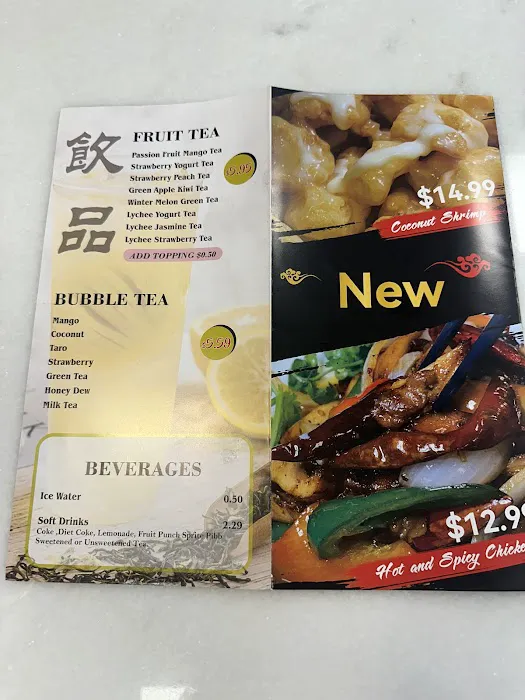 飲品
FRUIT TEA
Passion Fruit Mango Tea
Strawberry Yogurt Tea
Strawberry Peach Tea
Green Apple Kiwi Tea
Winter Melon Green Tea
Lychee Yogurt Tea
Lychee Jasmine Tea
Lychee Strawberry Tea
ADD TOPPING $0.50
BUBBLE TEA
Mango
Coconut
Taro
Strawberry
Green Tea
Honey Dew
Milk Tea
BEVERAGES
Ice Water 0.50
Soft Drinks 2.29
Coke ,Diet Coke, Lemonade, Fruit Punch Sprite Pibb
Sweetened or Unsweetened Tea
$14.99
Coconut Shrimp
New
$12.99
Hot and Spicy Chicke